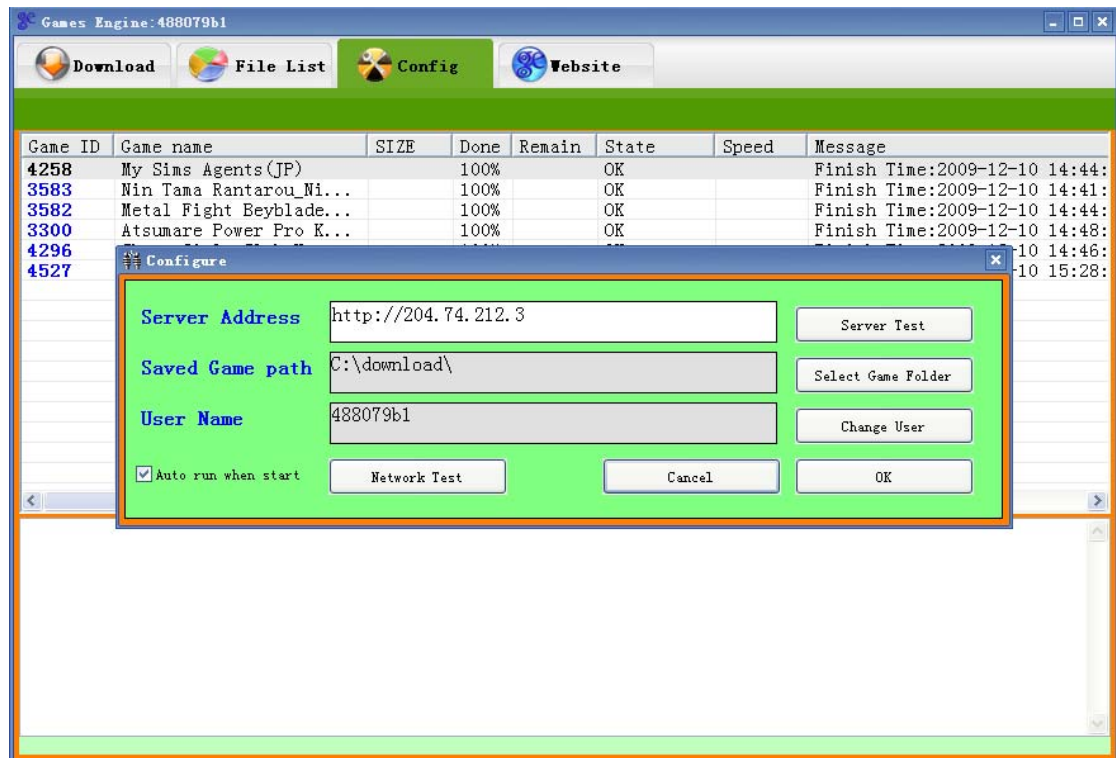 Games Engine:488079b1
Download File List Config Website
Game ID Game name SIZE Done Remain State Speed Message
4258 My Sims Agents(JP) 100% OK Finish Time:2009-12-10 14:44:
3583 Nin Tama Rantarou_Ni... 100% OK Finish Time:2009-12-10 14:41:
3582 Metal Fight Beyblade... 100% OK Finish Time:2009-12-10 14:44:
3300 Atsumare Power Pro K... 100% OK Finish Time:2009-12-10 14:48:
4296 -10 14:46:
4527 -10 15:28:
Configure
Server Address http://204.74.212.3 Server Test
Saved Game path C:\download\ Select Game Folder
User Name 488079b1 Change User
Auto run when start Network Test Cancel OK